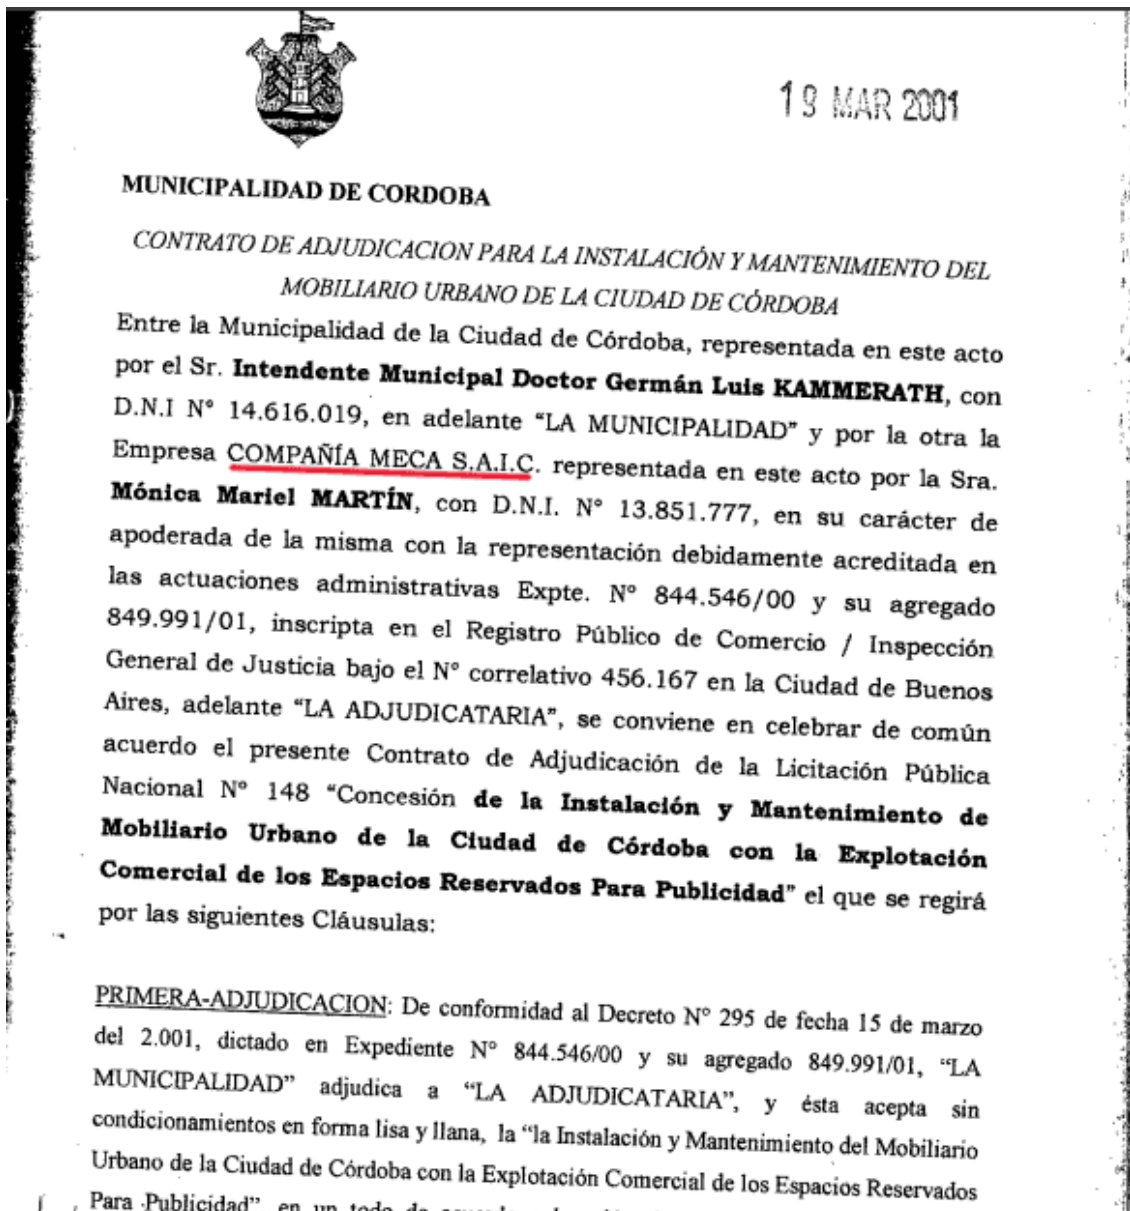 19 MAR 2001
MUNICIPALIDAD DE CORDOBA
CONTRATO DE ADJUDICACION PARA LA INSTALACIÓN Y MANTENIMIENTO DEL
MOBILIARIO URBANO DE LA CIUDAD DE CÓRDOBA
Entre la Municipalidad de la Ciudad de Córdoba, representada en este acto
por el Sr. Intendente Municipal Doctor Germán Luis KAMMERATH, con
D.N.I Nº 14.616.019, en adelante “LA MUNICIPALIDAD” y por la otra la
Empresa COMPAÑÍA MECA S.A.I.C. representada en este acto por la Sra.
Mónica Mariel MARTÍN, con D.N.I. Nº 13.851.777, en su carácter de
apoderada de la misma con la representación debidamente acreditada en
las actuaciones administrativas Expte. Nº 844.546/00 y su agregado
849.991/01, inscripta en el Registro Público de Comercio / Inspección
General de Justicia bajo el Nº correlativo 456.167 en la Ciudad de Buenos
Aires, adelante “LA ADJUDICATARIA”, se conviene en celebrar de común
acuerdo el presente Contrato de Adjudicación de la Licitación Pública
Nacional Nº 148 “Concesión de la Instalación y Mantenimiento de
Mobiliario Urbano de la Ciudad de Córdoba con la Explotación
Comercial de los Espacios Reservados Para Publicidad” el que se regirá
por las siguientes Cláusulas:
PRIMERA-ADJUDICACION: De conformidad al Decreto Nº 295 de fecha 15 de marzo
del 2.001, dictado en Expediente Nº 844.546/00 y su agregado 849.991/01, “LA
MUNICIPALIDAD” adjudica a “LA ADJUDICATARIA”, y ésta acepta sin
condicionamientos en forma lisa y llana, la “la Instalación y Mantenimiento del Mobiliario
Urbano de la Ciudad de Córdoba con la Explotación Comercial de los Espacios Reservados
Para Publicidad” en un todo de